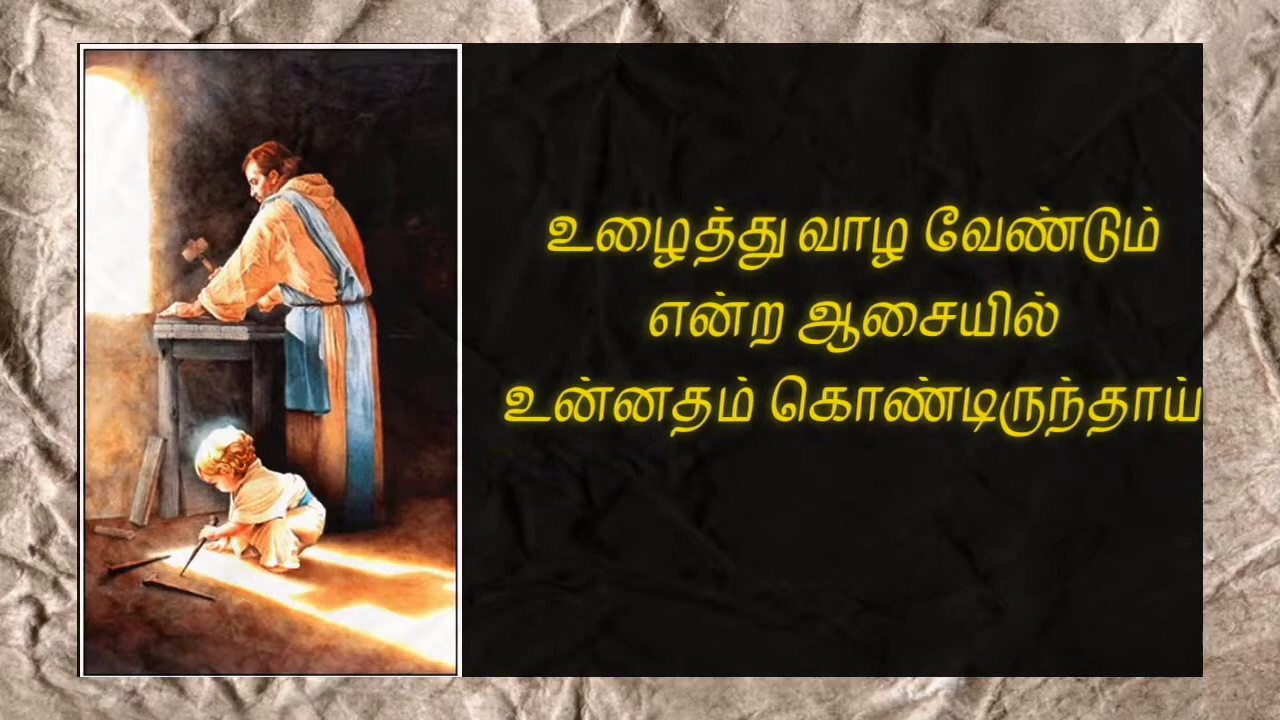 உழைத்து வாழ வேண்டும்
என்ற ஆசையில்
உன்னதம் கொண்டிருந்தாய்